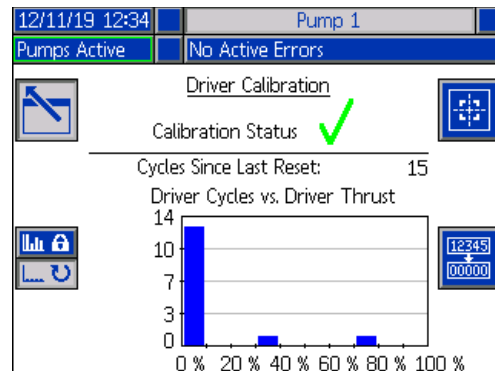 12/11/19 12:34 Pump 1
Pumps Active No Active Errors
Driver Calibration
Calibration Status
Cycles Since Last Reset: 15
Driver Cycles vs. Driver Thrust
14
10
7
3
0
0 % 20 % 40 % 60 % 80 % 100 %
12345
00000